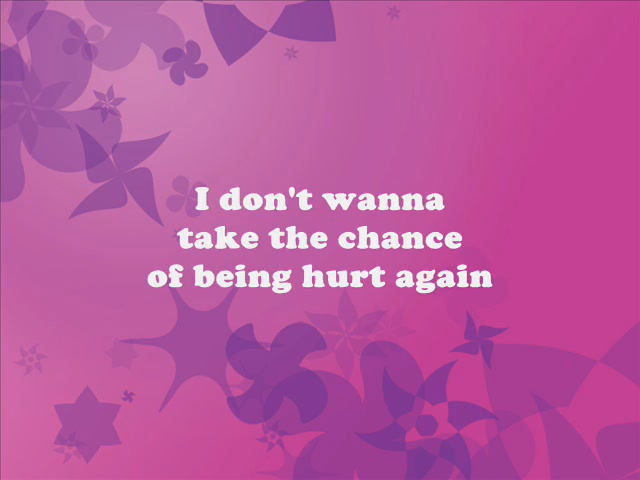 I don't wanna
take the chance
of being hurt again